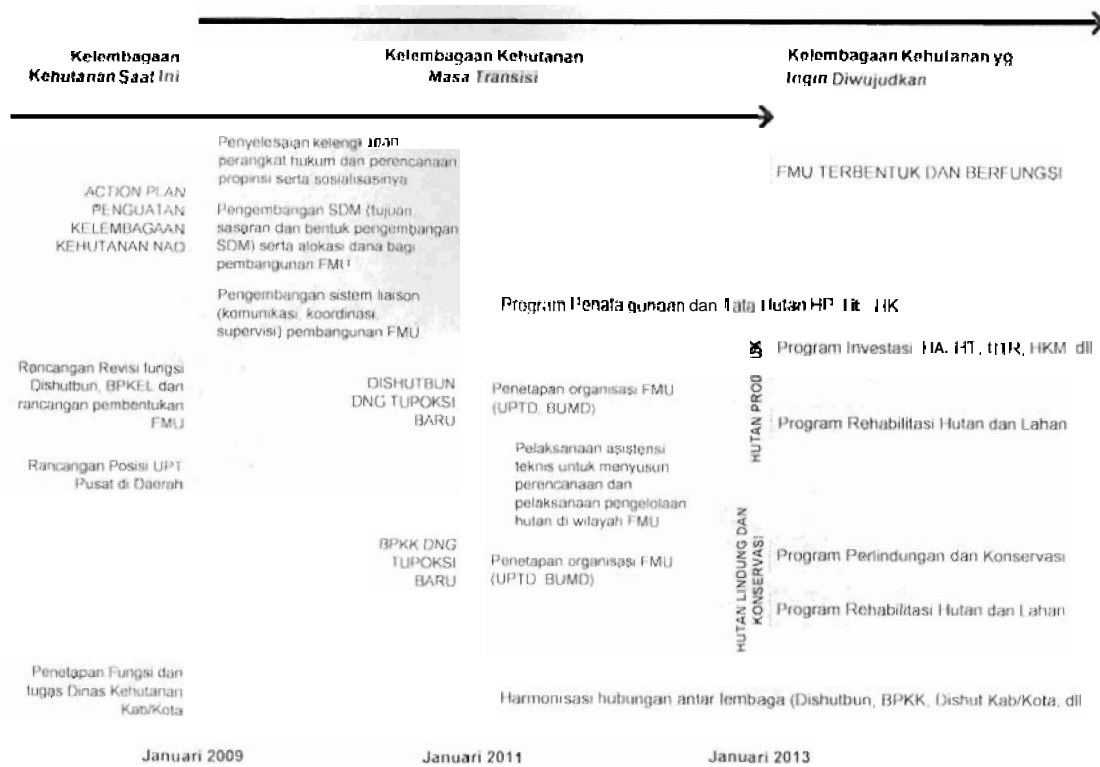 Kelembagaan
Kehutanan Saat Ini
Kelembagaan Kehutanan
Masa Transisi
Kelembagaan Kehutanan yg
Ingin Diwujudkan
ACTION PLAN
PENGUATAN
KELEMBAGAAN
KEHUTANAN NAD
Penyelesaian
perangkat hukum dan perencanaan
propinsi serta sosialisasinya
Pengembangan SDM (tujuan,
sasaran dan bentuk pengembangan
SDM) serta alokasi dana bagi
pembangunan FMU
Pengembangan sistem liaison
(komunikasi, koordinasi,
supervisi) pembangunan FMU
FMU TERBENTUK DAN BERFUNGSI
Program Penatagunaan dan Tata Hutan HP
Program Investasi HA, HT, HTR, HKM dll
Rancangan Revisi fungsi
Dishutbun, BPKEL dan
rancangan pembentukan
FMU
Rancangan Posisi UPT
Pusat di Daerah
DISHUTBUN
DNG TUPOKSI
BARU
Penetapan organisasi FMU
(UPTD, BUMD)
HUTAN PROD
Program Rehabilitasi Hutan dan Lahan
Pelaksanaan asistensi
teknis untuk menyusun
perencanaan dan
pelaksanaan pengelolaan
hutan di wilayah FMU
BPKK DNG
TUPOKSI
BARU
Penetapan organisasi FMU
(UPTD, BUMD)
HUTAN LINDUNG DAN
KONSERVASI
Program Perlindungan dan Konservasi
Program Rehabilitasi Hutan dan Lahan
Penetapan Fungsi dan
tugas Dinas Kehutanan
Kab/Kota
Harmonisasi hubungan antar lembaga (Dishutbun, BPKK, Dishut Kab/Kota, dll
Januari 2009
Januari 2011
Januari 2013